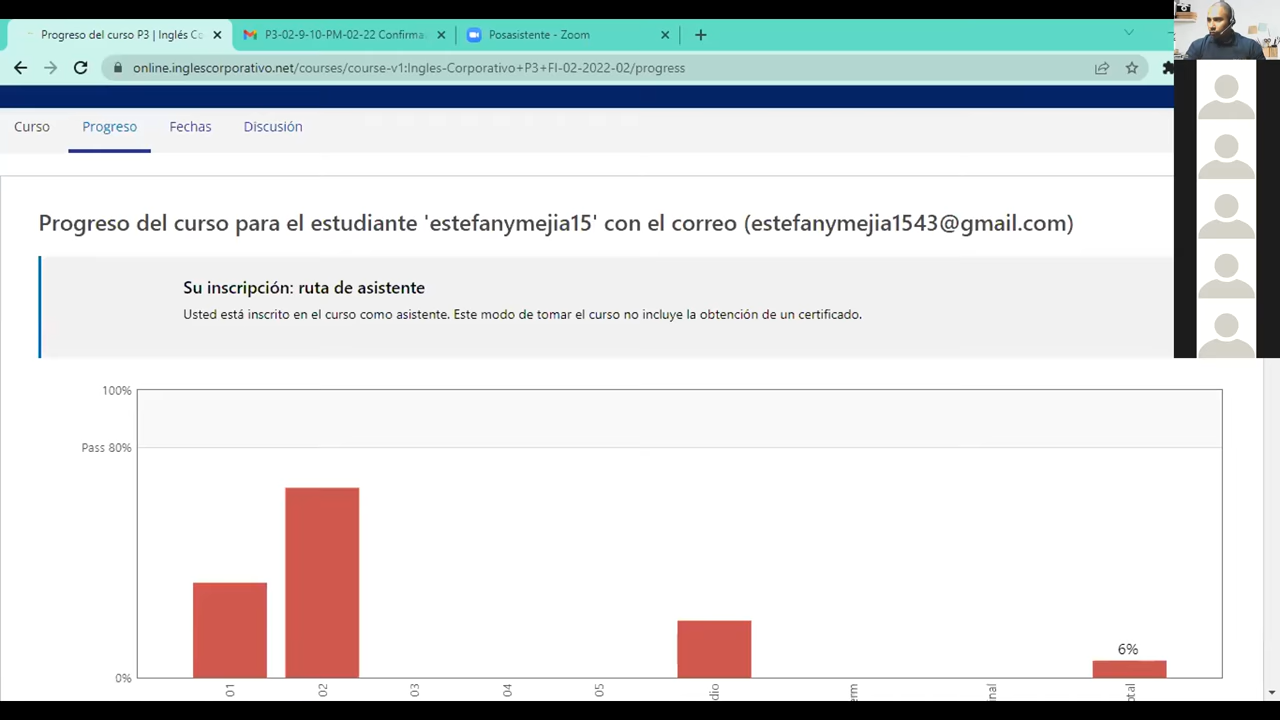 Progreso del curso P3 | Inglés Co
P3-02-9-10-PM-02-22 Confirma
Posasistente - Zoom
online.inglescorporativo.net/courses/course-v1:Ingles-Corporativo+P3+FI-02-2022-02/progress
Curso
Progreso
Fechas
Discusión
Progreso del curso para el estudiante 'estefanymejia15' con el correo (estefanymejia1543@gmail.com)
Su inscripción: ruta de asistente
Usted está inscrito en el curso como asistente. Este modo de tomar el curso no incluye la obtención de un certificado.
100%
Pass 80%
6%
0%
01
02
03
04
05
dio
erm
inal
otal